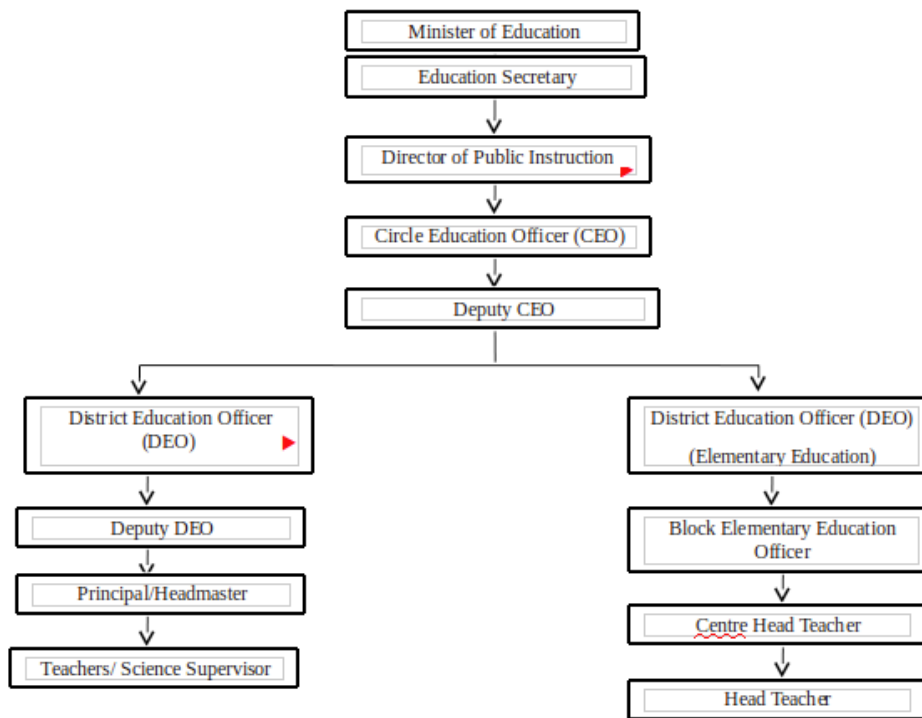 Minister of Education
Education Secretary
Director of Public Instruction
Circle Education Officer (CEO)
Deputy CEO
District Education Officer
(DEO)
Deputy DEO
Principal/Headmaster
Teachers/ Science Supervisor
District Education Officer (DEO)
(Elementary Education)
Block Elementary Education
Officer
Centre Head Teacher
Head Teacher